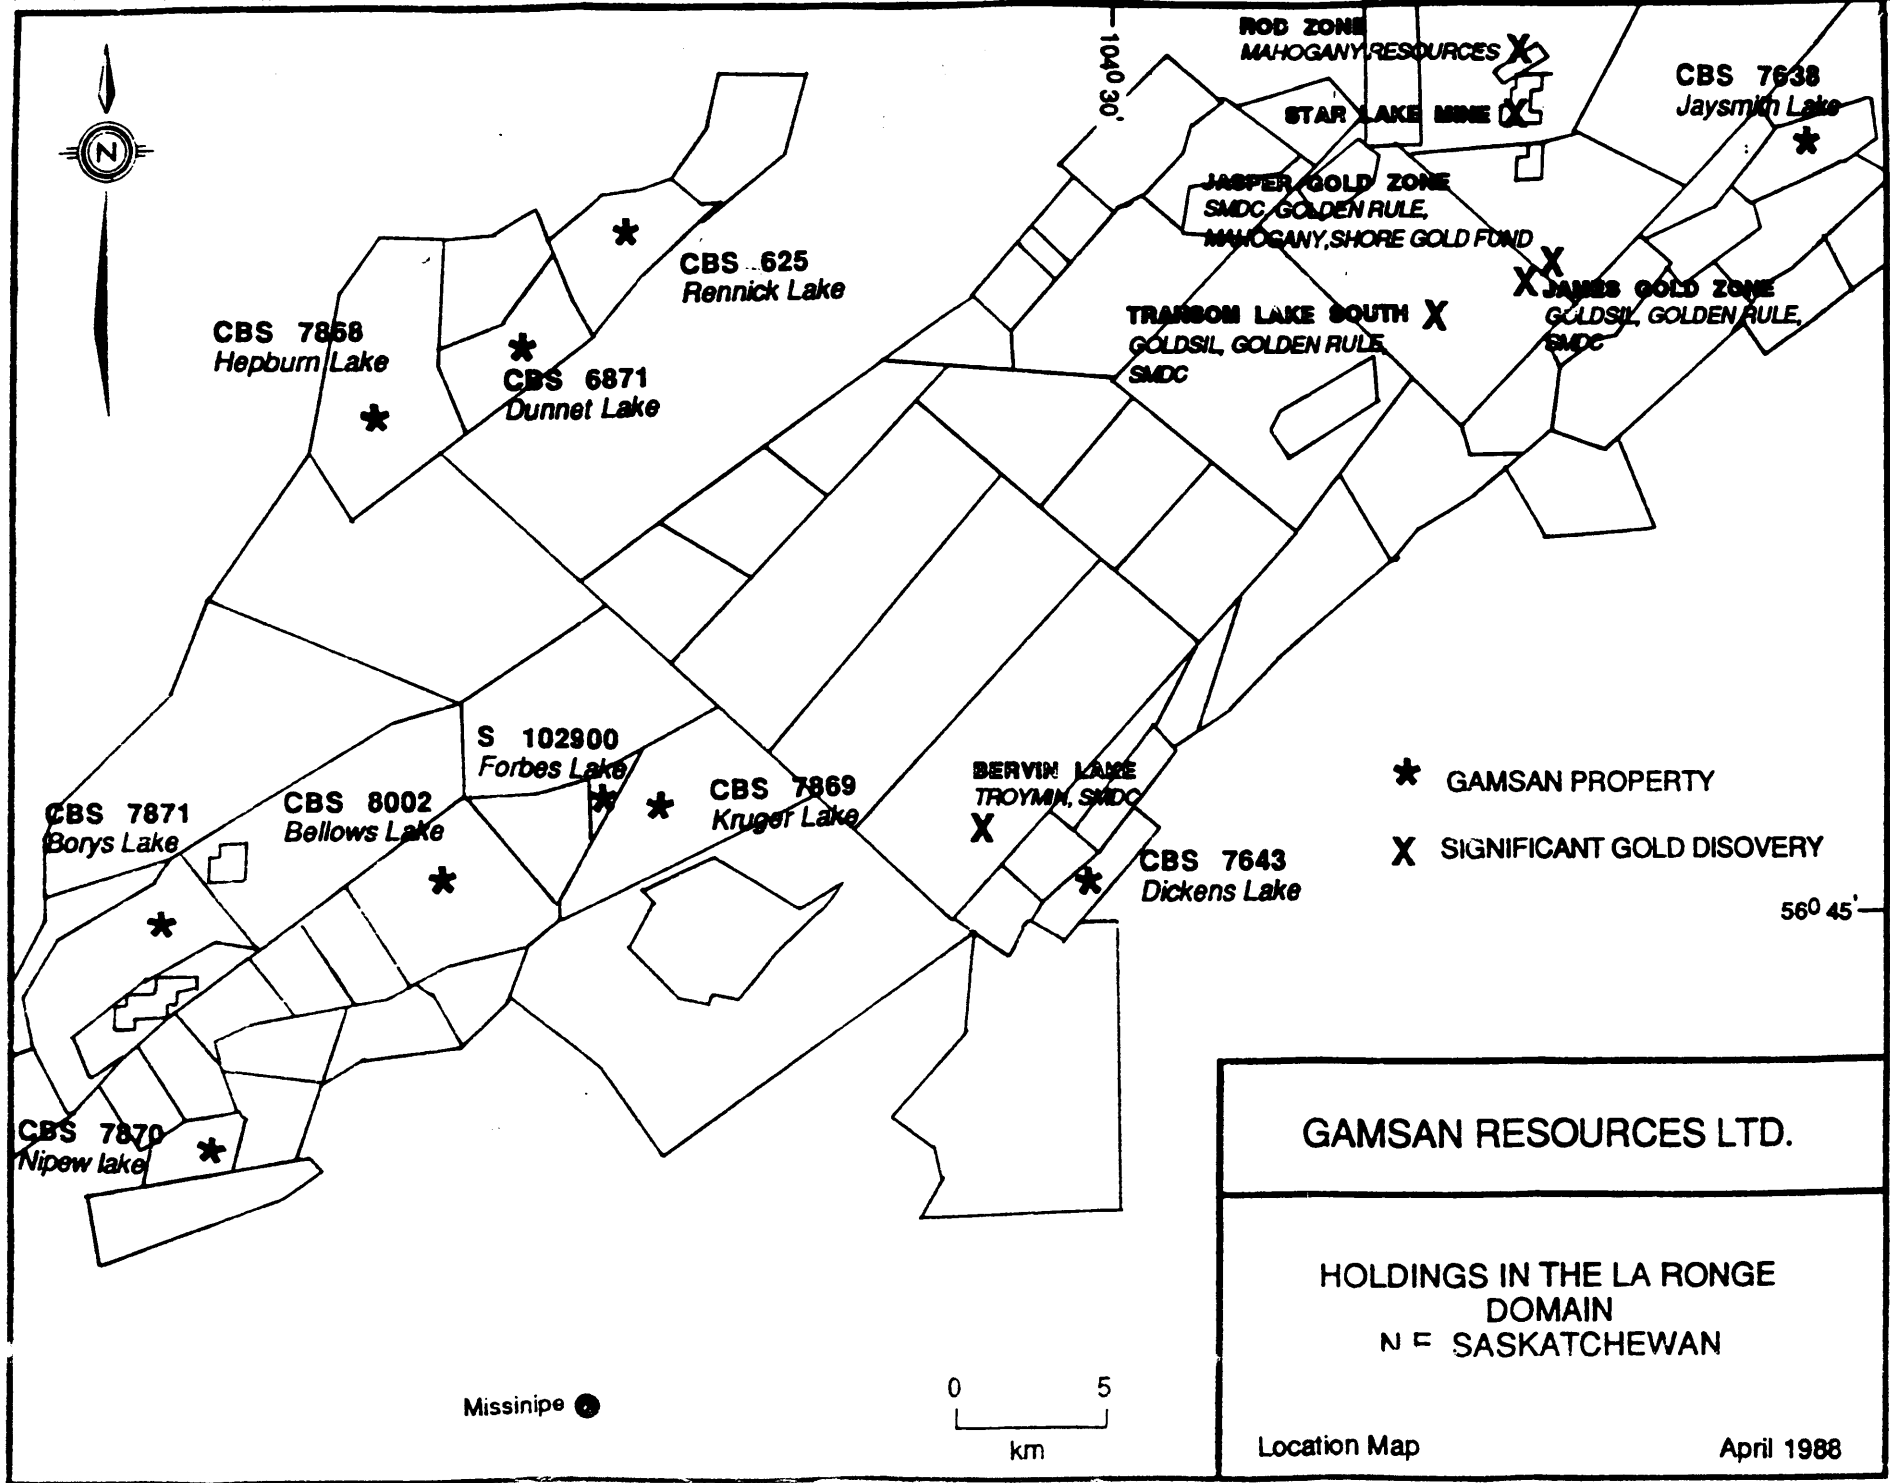 ROD ZONE
MAHOGANY RESOURCES X
104⁰ 30'
CBS 7638
Jaysmith Lake
*
STAR LAKE MINE X
N
JASPER GOLD ZONE
SMDC, GOLDEN RULE,
MAHOGANY, SHORE GOLD FUND
X
X
JAMES GOLD ZONE
GOLDSIL, GOLDEN RULE,
SMDC
TRANSOM LAKE SOUTH X
GOLDSIL, GOLDEN RULE,
SMDC
*
CBS 625
Rennick Lake
CBS 7868
Hepburn Lake
*
*
CBS 6871
Dunnet Lake
S 102900
Forbes Lake
*
*
CBS 7869
Kruger Lake
BERVIN LAKE
TROYMIN, SMDC
X
* GAMSAN PROPERTY
X SIGNIFICANT GOLD DISOVERY
CBS 7871
Borys Lake
*
CBS 8002
Bellows Lake
*
*
CBS 7643
Dickens Lake
56⁰ 45'
CBS 7870
Nipew lake
*
GAMSAN RESOURCES LTD.
HOLDINGS IN THE LA RONGE
DOMAIN
N E SASKATCHEWAN
Location Map April 1988
Missinipe
0 5
km